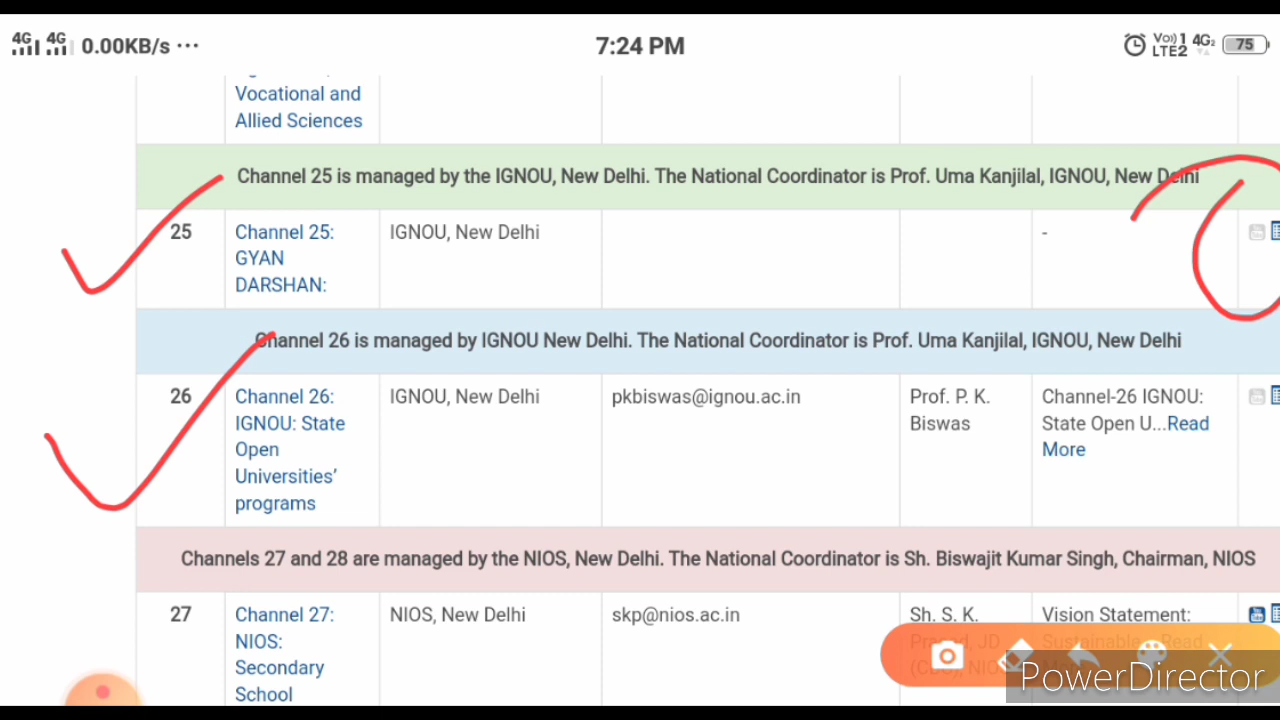 4G 4G 0.00KB/s ...
7:24 PM
Vo)) 1 4G2
LTE2
75
Vocational and
Allied Sciences
Channel 25 is managed by the IGNOU, New Delhi. The National Coordinator is Prof. Uma Kanjilal, IGNOU, New Delhi
25
Channel 25:
GYAN
DARSHAN:
IGNOU, New Delhi
-
Channel 26 is managed by IGNOU New Delhi. The National Coordinator is Prof. Uma Kanjilal, IGNOU, New Delhi
26
Channel 26:
IGNOU: State
Open
Universities’
programs
IGNOU, New Delhi
pkbiswas@ignou.ac.in
Prof. P. K.
Biswas
Channel-26 IGNOU:
State Open U...Read
More
Channels 27 and 28 are managed by the NIOS, New Delhi. The National Coordinator is Sh. Biswajit Kumar Singh, Chairman, NIOS
27
Channel 27:
NIOS:
Secondary
School
NIOS, New Delhi
skp@nios.ac.in
Sh. S. K.
Prasad, JD
Vision Statement:
Sustainable...Read
PowerDirector